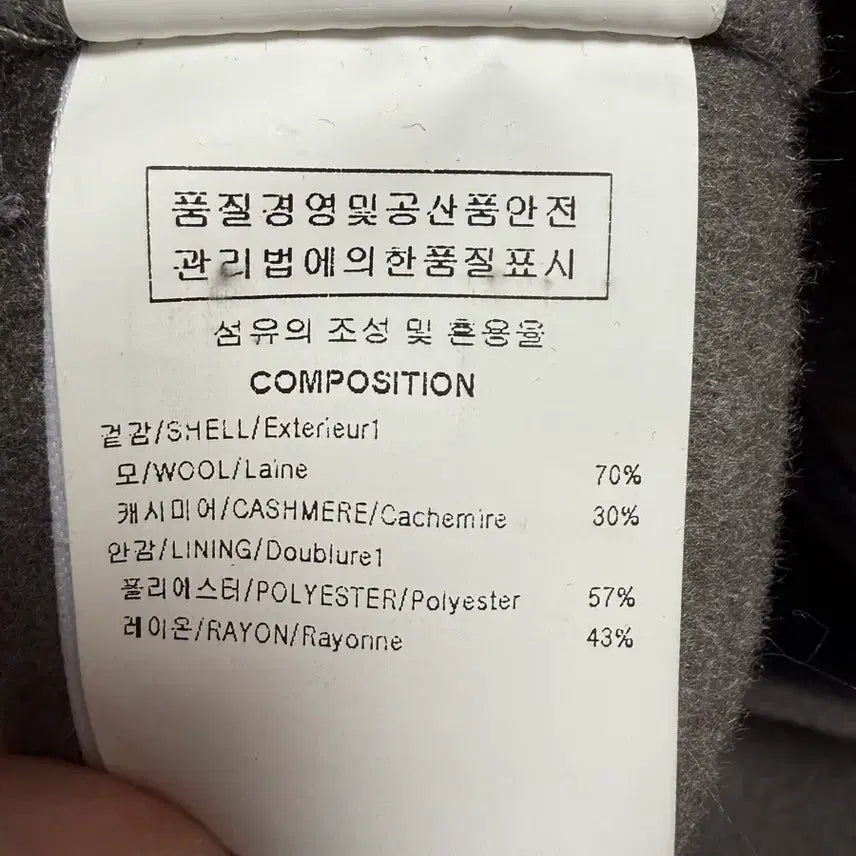 품질경영및공산품안전
관리법에의한품질표시
섬유의 조성 및 혼용율
COMPOSITION
겉감/SHELL/Exterieur1
모/WOOL/Laine 70%
캐시미어/CASHMERE/Cachemire 30%
안감/LINING/Doublure1
폴리에스터/POLYESTER/Polyester 57%
레이온/RAYON/Rayonne 43%